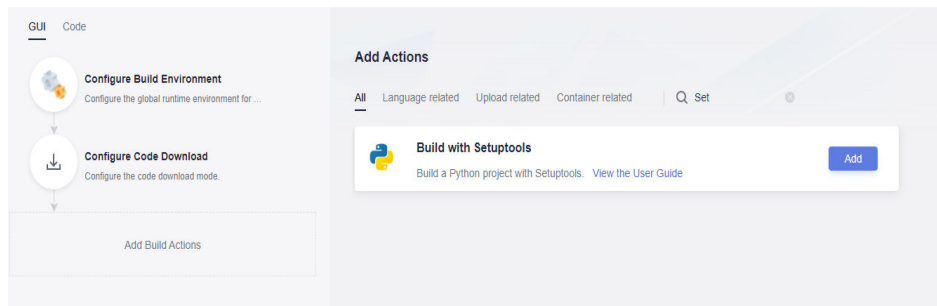 GUI Code
Configure Build Environment
Configure the global runtime environment for ...
Configure Code Download
Configure the code download mode.
Add Build Actions
Add Actions
All Language related Upload related Container related Set
Build with Setuptools
Build a Python project with Setuptools. View the User Guide
Add